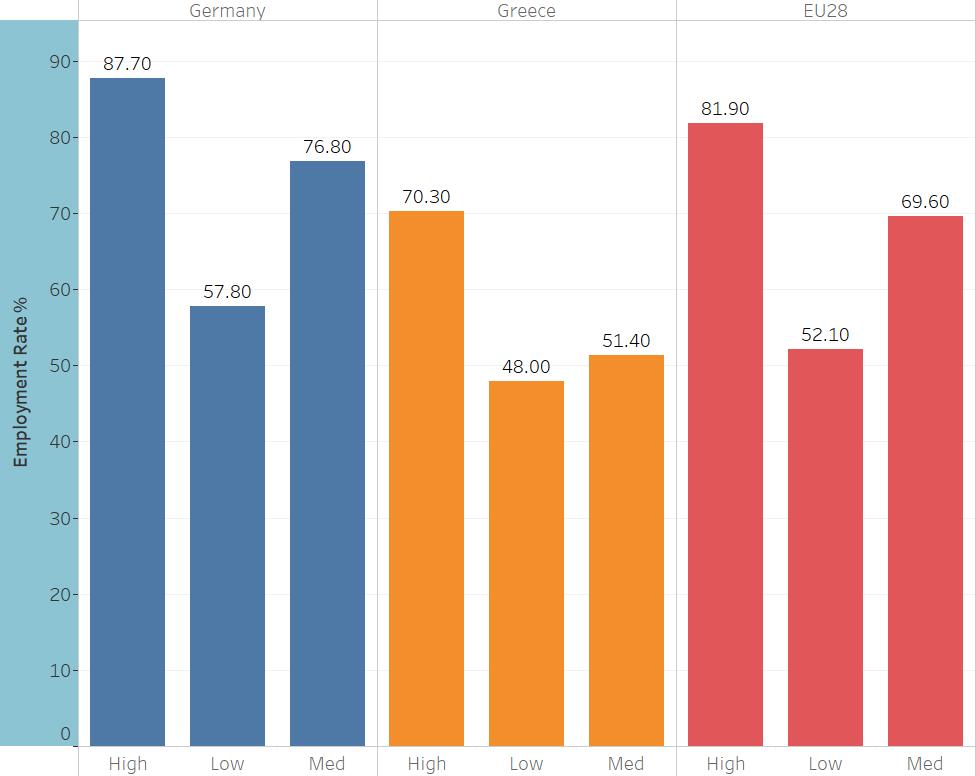 Germany
Greece
EU28
Employment Rate %
90
80
70
60
50
40
30
20
10
0
87.70
57.80
76.80
70.30
48.00
51.40
81.90
52.10
69.60
High
Low
Med
High
Low
Med
High
Low
Med